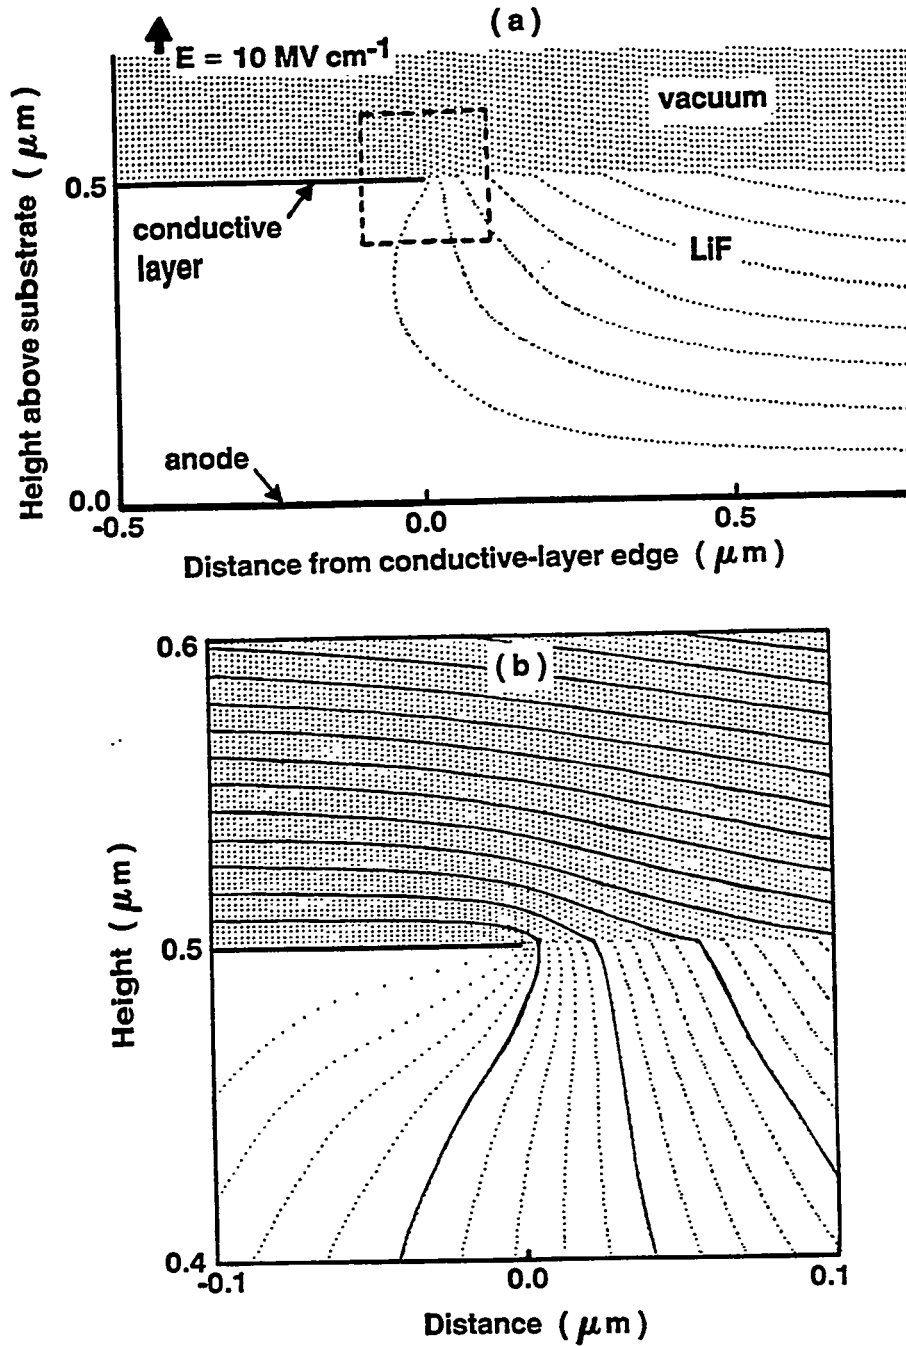 (a)
E = 10 MV cm⁻¹
vacuum
Height above substrate (μm)
0.5
conductive
layer
LiF
anode
0.0
-0.5
0.0
0.5
Distance from conductive-layer edge (μm)
0.6
(b)
Height (μm)
0.5
0.4
-0.1
0.0
0.1
Distance (μm)